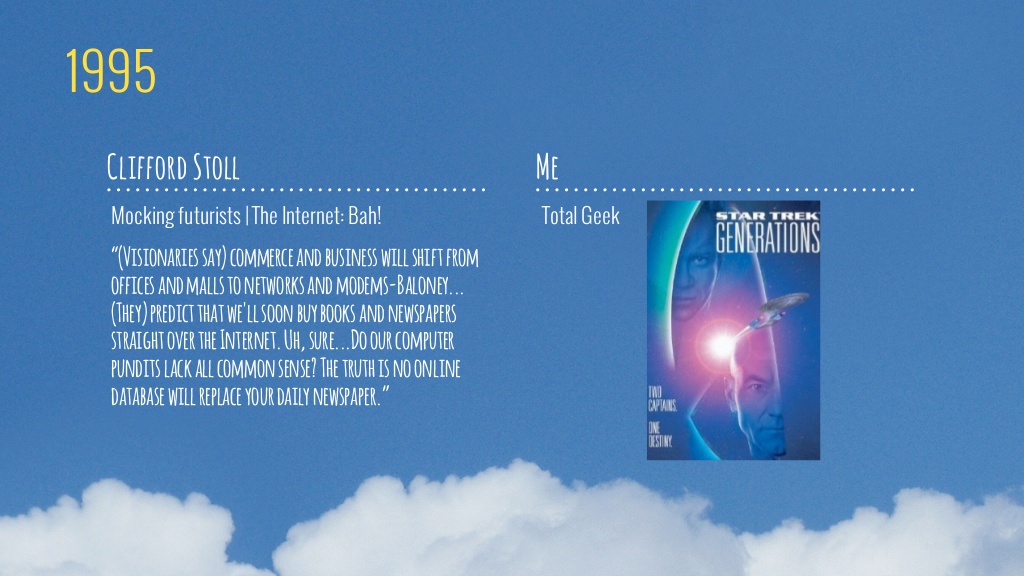 1995
Clifford Stoll
Mocking futurists | The Internet: Bah!
“(Visionaries say) commerce and business will shift from
offices and malls to networks and modems-Baloney...
(They) predict that we'll soon buy books and newspapers
straight over the Internet. Uh, sure...Do our computer
pundits lack all common sense? The truth is no online
database will replace your daily newspaper.”
Me
Total Geek
STAR TREK
GENERATIONS
TWO
CAPTAINS.
ONE
DESTINY.